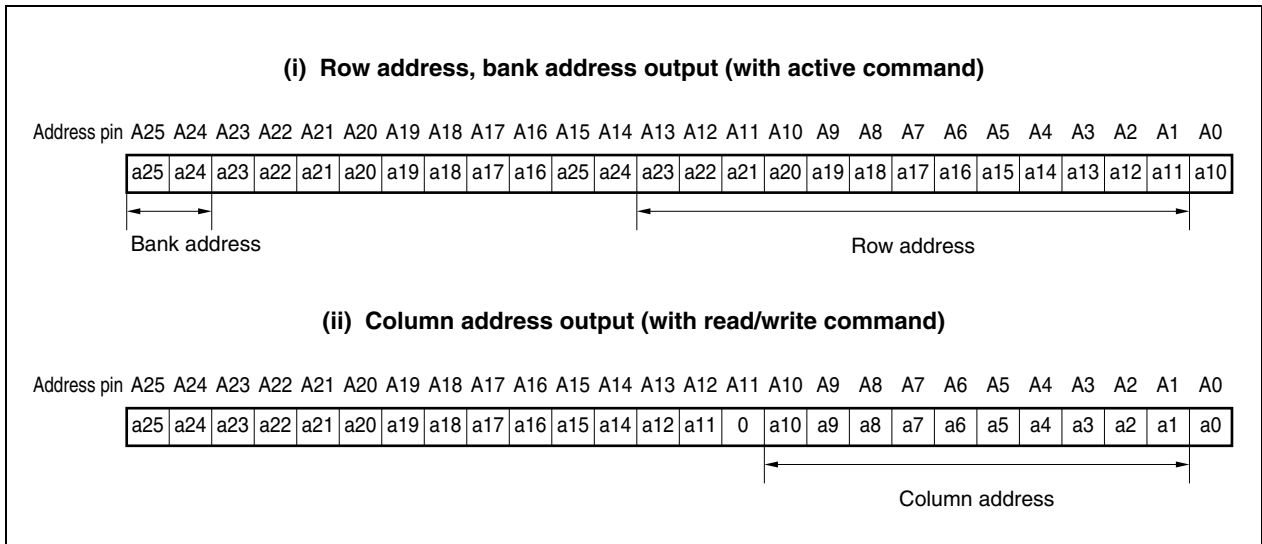 (i) Row address, bank address output (with active command)
Address pin A25 A24 A23 A22 A21 A20 A19 A18 A17 A16 A15 A14 A13 A12 A11 A10 A9 A8 A7 A6 A5 A4 A3 A2 A1 A0
a25 a24 a23 a22 a21 a20 a19 a18 a17 a16 a25 a24 a23 a22 a21 a20 a19 a18 a17 a16 a15 a14 a13 a12 a11 a10
Bank address Row address
(ii) Column address output (with read/write command)
Address pin A25 A24 A23 A22 A21 A20 A19 A18 A17 A16 A15 A14 A13 A12 A11 A10 A9 A8 A7 A6 A5 A4 A3 A2 A1 A0
a25 a24 a23 a22 a21 a20 a19 a18 a17 a16 a15 a14 a12 a11 0 a10 a9 a8 a7 a6 a5 a4 a3 a2 a1 a0
Column address